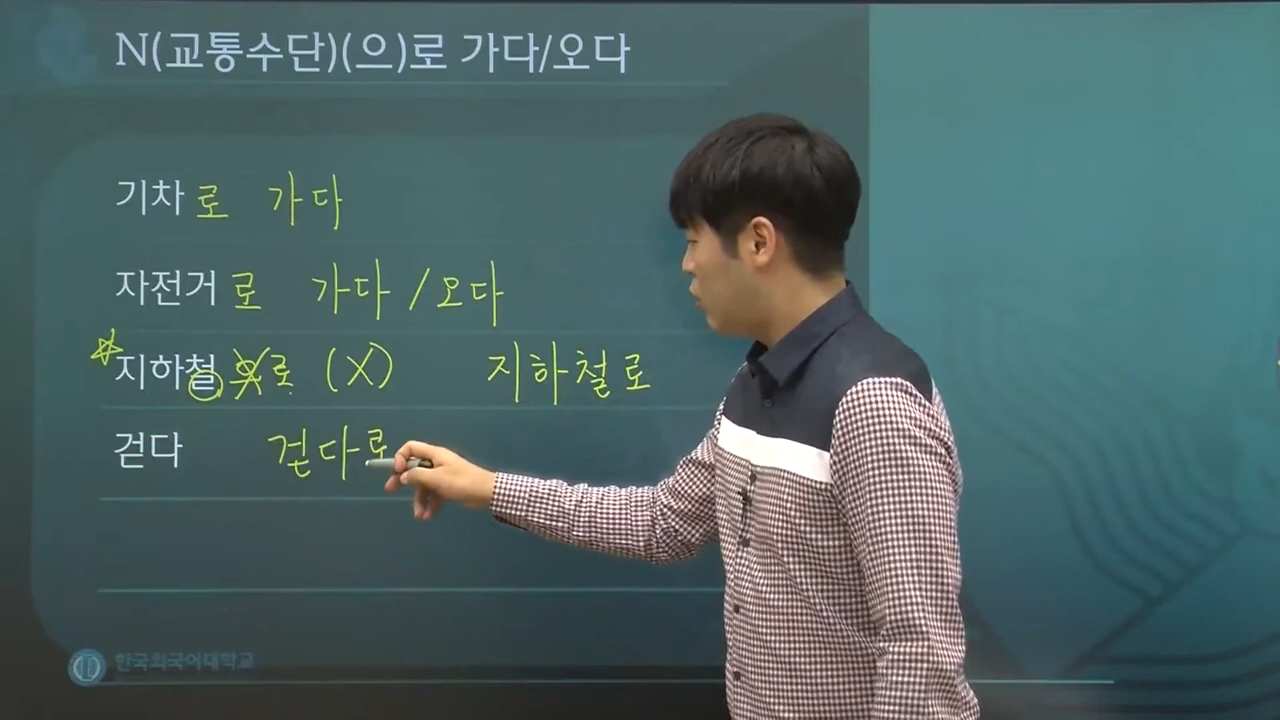 N(교통수단)(으)로 가다/오다
기차로 가다
자전거로 가다/오다
지하철으로 (X) 지하철로
걷다 걷다로
한국외국어대학교